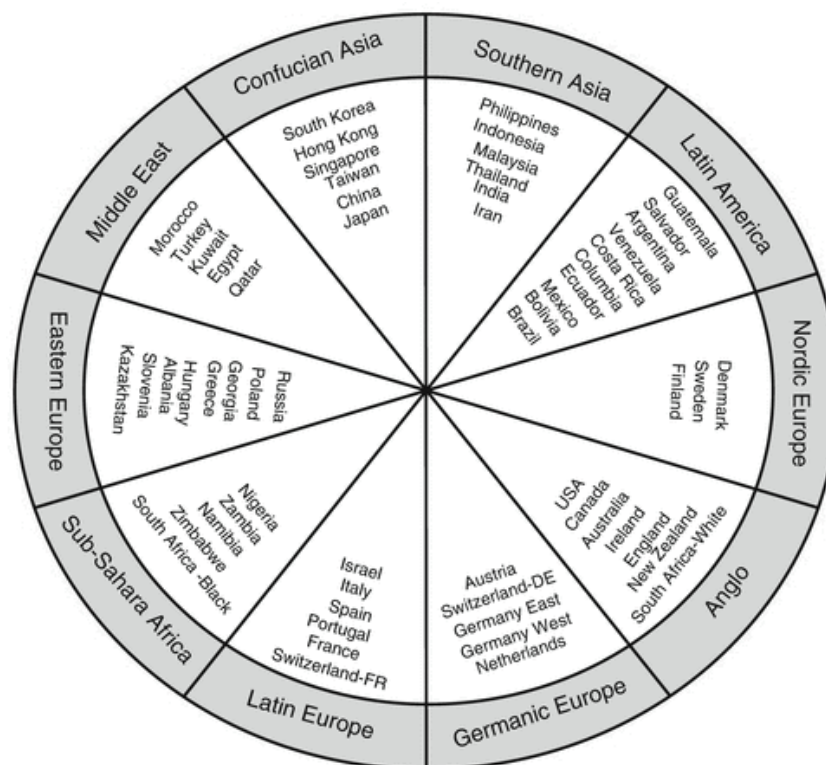 Confucian Asia
South Korea
Hong Kong
Singapore
Taiwan
China
Japan
Southern Asia
Philippines
Indonesia
Malaysia
Thailand
India
Iran
Latin America
Guatemala
Salvador
Argentina
Venezuela
Costa Rica
Columbia
Ecuador
Mexico
Bolivia
Brazil
Nordic Europe
Denmark
Sweden
Finland
Anglo
USA
Canada
Australia
Ireland
England
New Zealand
South Africa-White
Germanic Europe
Austria
Switzerland-DE
Germany East
Germany West
Netherlands
Latin Europe
Israel
Italy
Spain
Portugal
France
Switzerland-FR
Sub-Sahara Africa
Nigeria
Zambia
Namibia
Zimbabwe
South Africa -Black
Eastern Europe
Russia
Poland
Georgia
Greece
Hungary
Albania
Slovenia
Kazakhstan
Middle East
Morocco
Turkey
Kuwait
Egypt
Qatar